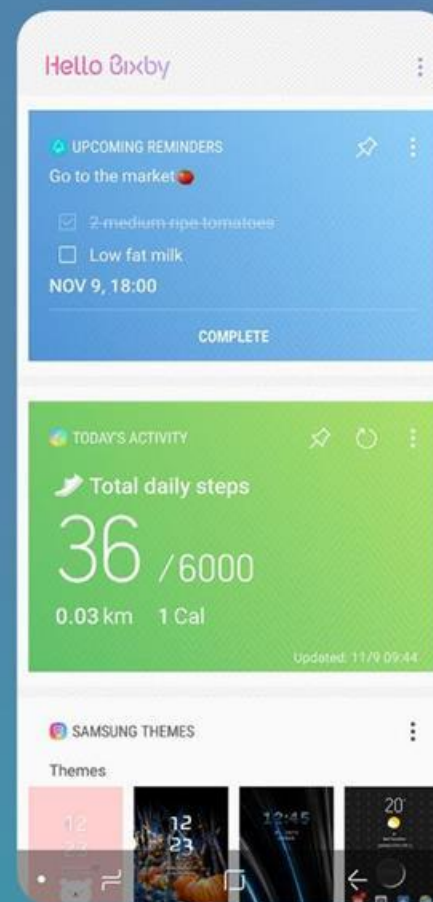 Hello Bixby
UPCOMING REMINDERS
Go to the market
2 medium ripe tomatoes
Low fat milk
NOV 9, 18:00
COMPLETE
TODAY'S ACTIVITY
Total daily steps
36 /6000
0.03 km 1 Cal
Updated: 11/9 09:44
SAMSUNG THEMES
Themes
12
23
12
23
12:45
20°